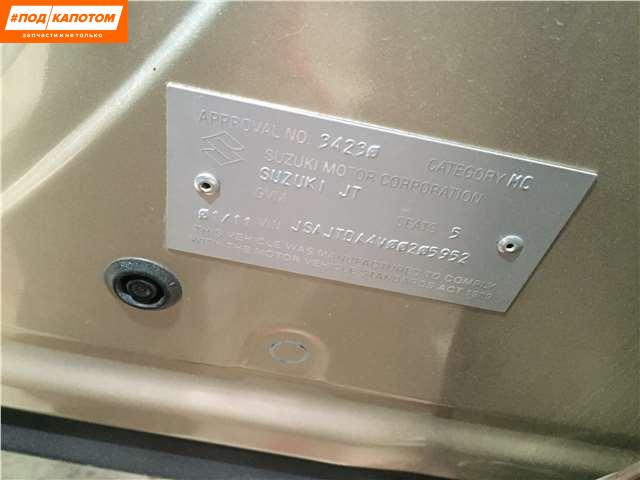 #ПОД КАПОТОМ
ЗАПЧАСТИ И НЕ ТОЛЬКО
APPROVAL NO. 34230 CATEGORY MC
SUZUKI MOTOR CORPORATION
SUZUKI JT
GVM SEATS 5
01/11 VIN JSAJTDA4V00205952
THIS VEHICLE WAS MANUFACTURED TO COMPLY
WITH THE MOTOR VEHICLE STANDARDS ACT 1989